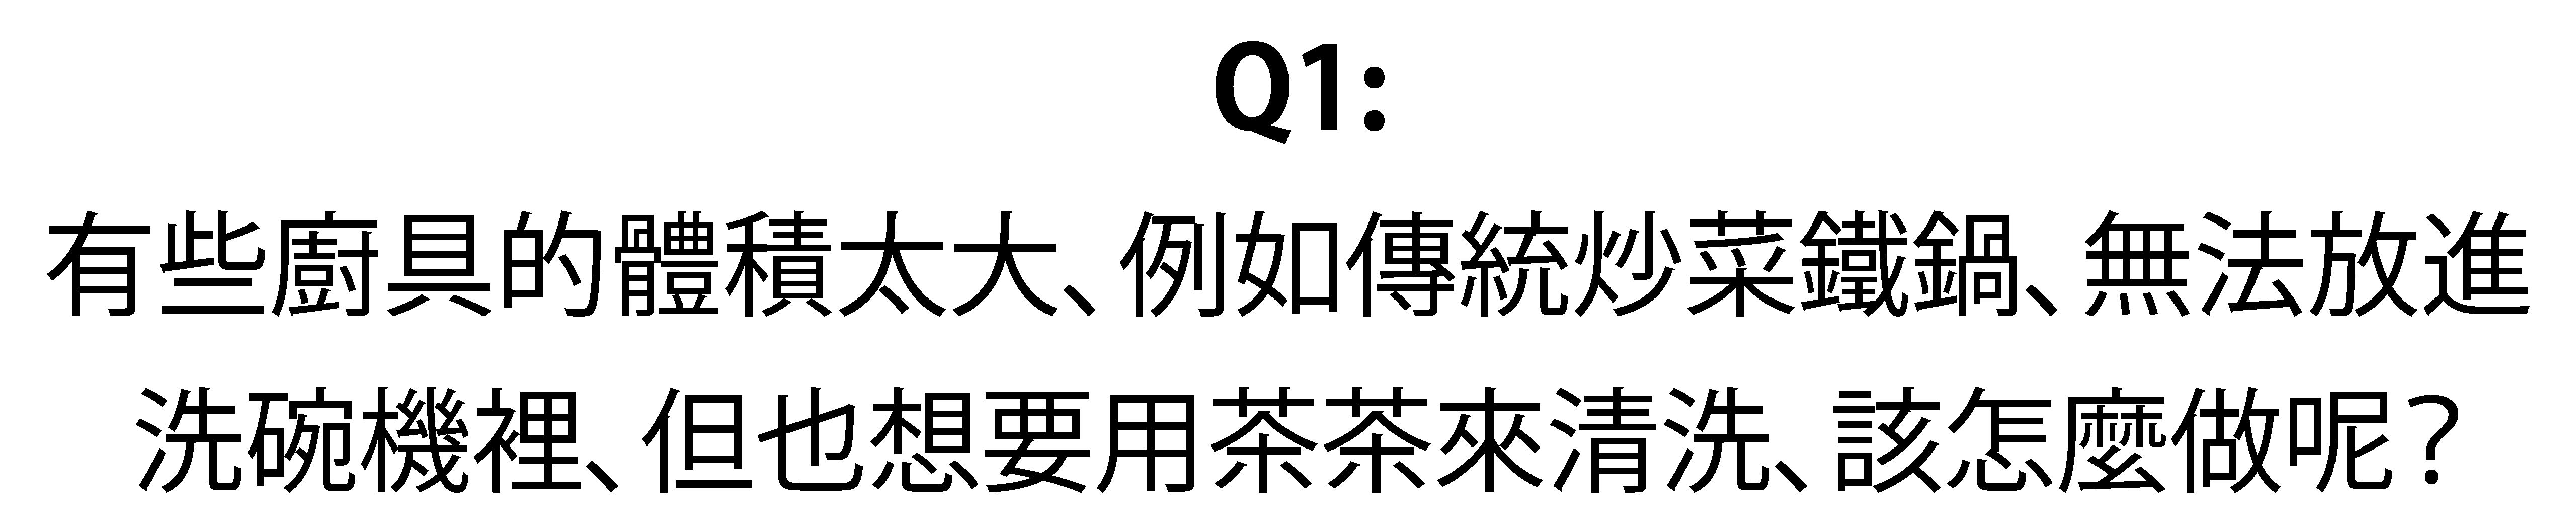 Q1:
有些廚具的體積太大、例如傳統炒菜鐵鍋、無法放進
洗碗機裡、但也想要用茶茶來清洗、該怎麼做呢？